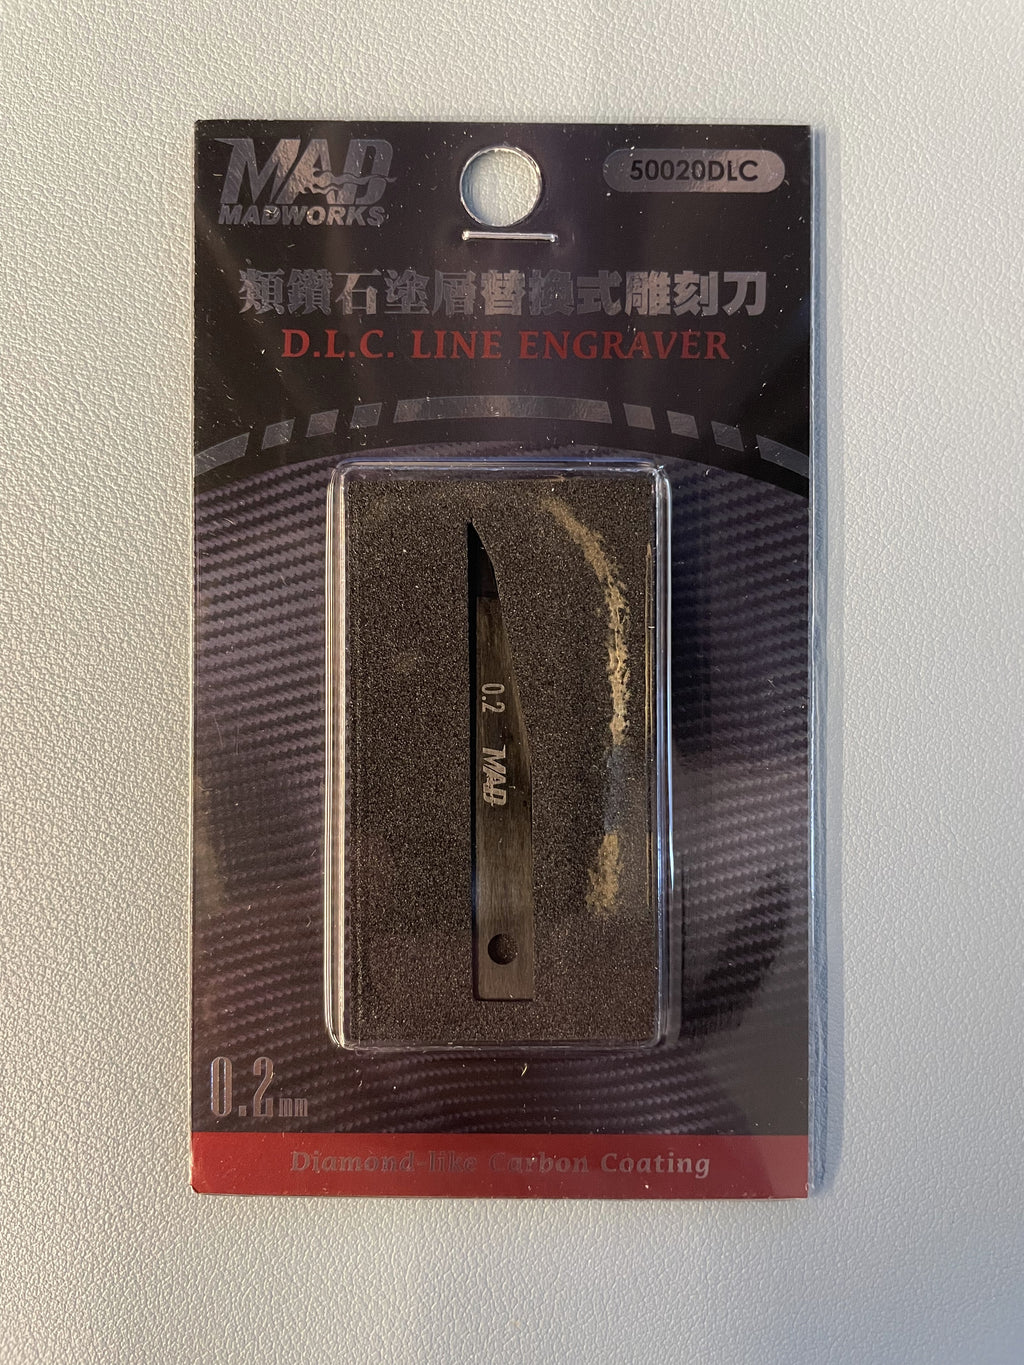 MAD
MADWORKS
50020DLC
類鑽石塗層替換式雕刻刀
D.L.C. LINE ENGRAVER
0.2 MAD
0.2mm
Diamond-like Carbon Coating